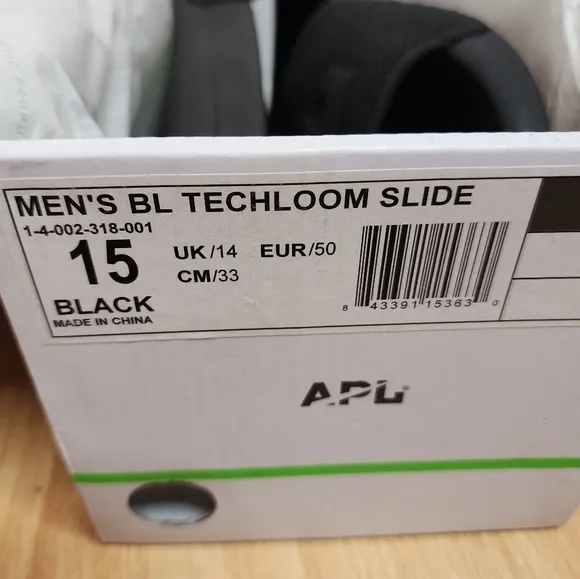 MEN'S BL TECHLOOM SLIDE
1-4-002-318-001
15 UK/14 EUR/50
CM/33
BLACK
MADE IN CHINA
8 43391 15363 0
APL